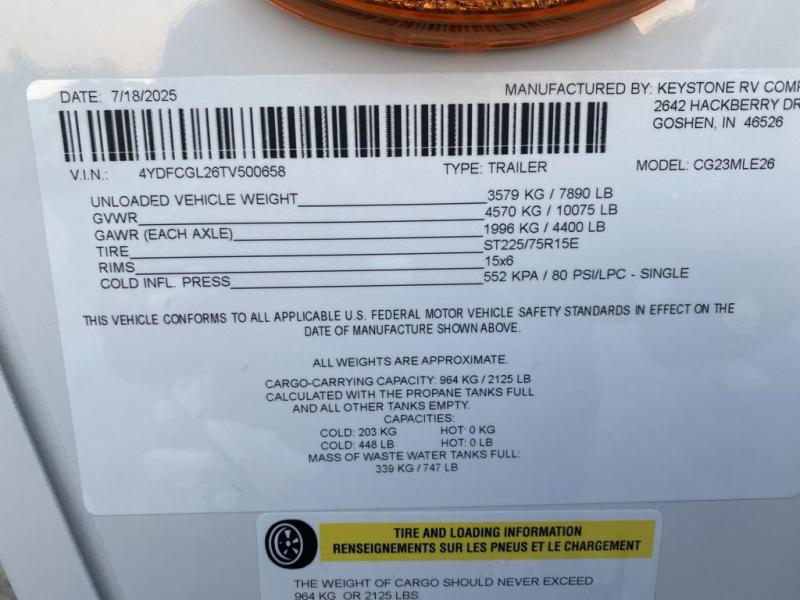 DATE: 7/18/2025 MANUFACTURED BY: KEYSTONE RV COMP
2642 HACKBERRY DR
GOSHEN, IN 46526
V.I.N.: 4YDFCGL26TV500658 TYPE: TRAILER MODEL: CG23MLE26
UNLOADED VEHICLE WEIGHT 3579 KG / 7890 LB
GVWR 4570 KG / 10075 LB
GAWR (EACH AXLE) 1996 KG / 4400 LB
TIRE ST225/75R15E
RIMS 15x6
COLD INFL. PRESS 552 KPA / 80 PSI/LPC - SINGLE
THIS VEHICLE CONFORMS TO ALL APPLICABLE U.S. FEDERAL MOTOR VEHICLE SAFETY STANDARDS IN EFFECT ON THE
DATE OF MANUFACTURE SHOWN ABOVE.
ALL WEIGHTS ARE APPROXIMATE.
CARGO-CARRYING CAPACITY: 964 KG / 2125 LB
CALCULATED WITH THE PROPANE TANKS FULL
AND ALL OTHER TANKS EMPTY.
CAPACITIES:
COLD: 203 KG HOT: 0 KG
COLD: 448 LB HOT: 0 LB
MASS OF WASTE WATER TANKS FULL:
339 KG / 747 LB
TIRE AND LOADING INFORMATION
RENSEIGNEMENTS SUR LES PNEUS ET LE CHARGEMENT
THE WEIGHT OF CARGO SHOULD NEVER EXCEED
964 KG OR 2125 LBS.